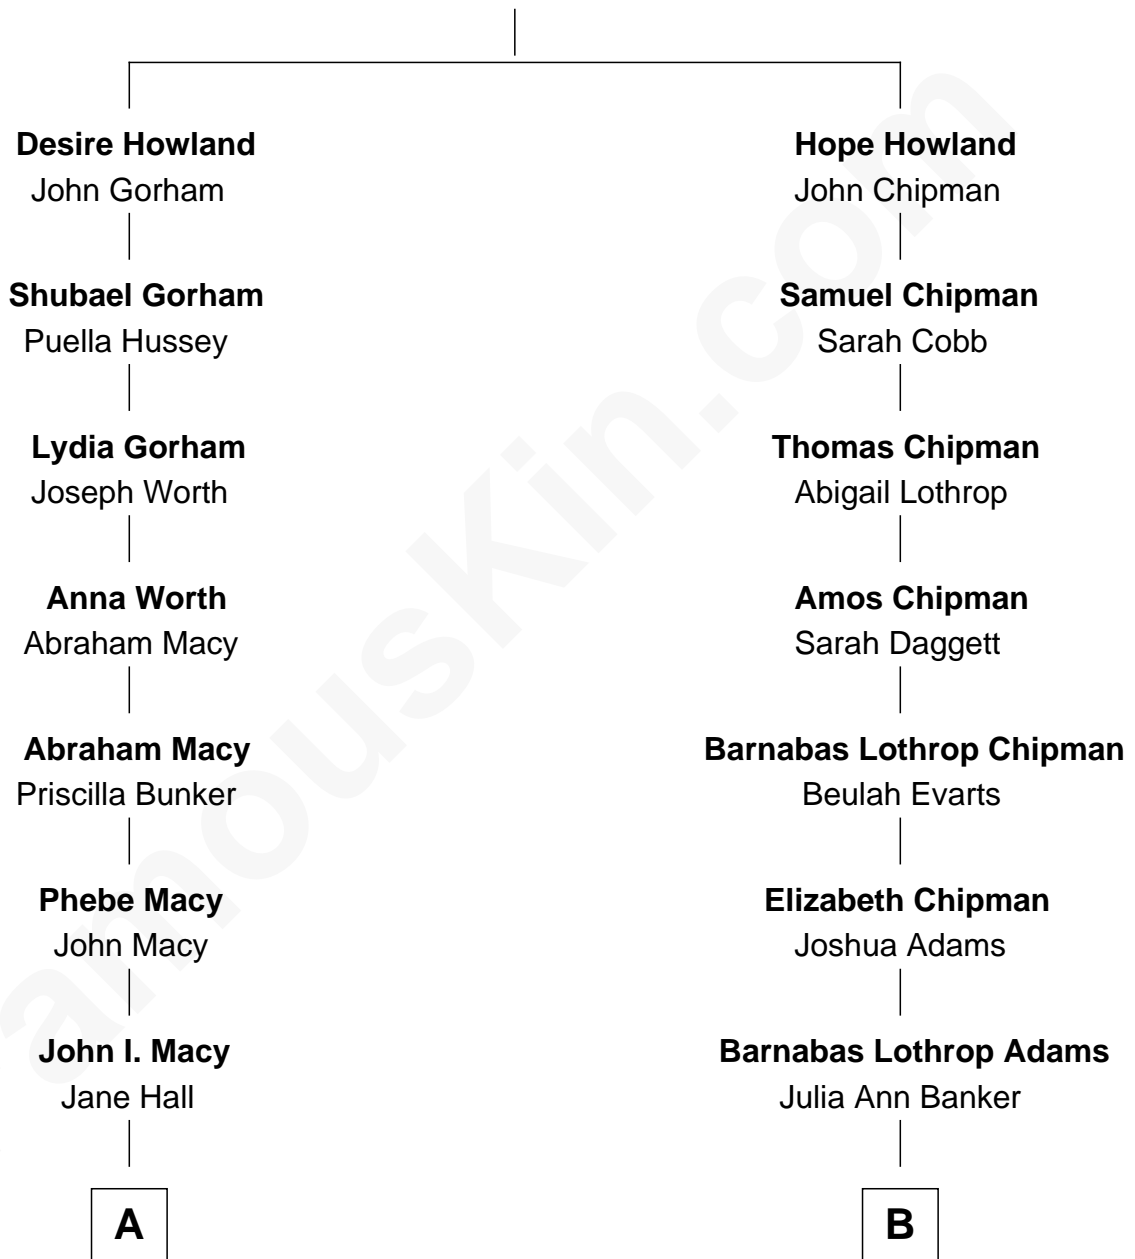 Desire Howland
John Gorham
Shubael Gorham
Puella Hussey
Lydia Gorham
Joseph Worth
Anna Worth
Abraham Macy
Abraham Macy
Priscilla Bunker
Phebe Macy
John Macy
John I. Macy
Jane Hall
A
Hope Howland
John Chipman
Samuel Chipman
Sarah Cobb
Thomas Chipman
Abigail Lothrop
Amos Chipman
Sarah Daggett
Barnabas Lothrop Chipman
Beulah Evarts
Elizabeth Chipman
Joshua Adams
Barnabas Lothrop Adams
Julia Ann Banker
B
amousKin.com